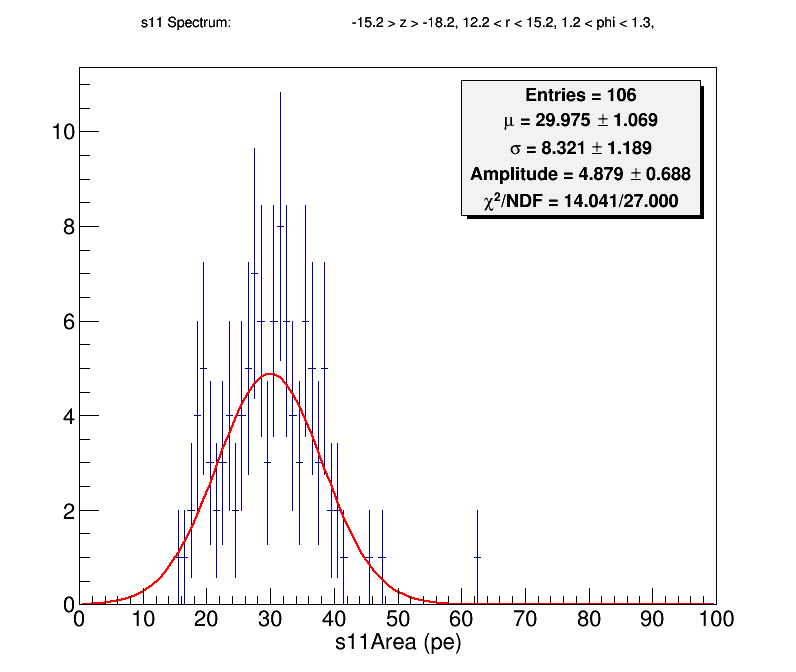 s11 Spectrum: -15.2 > z > -18.2, 12.2 < r < 15.2, 1.2 < phi < 1.3,
Entries = 106
μ = 29.975 ± 1.069
σ = 8.321 ± 1.189
Amplitude = 4.879 ± 0.688
χ²/NDF = 14.041/27.000
10
8
6
4
2
0
0 10 20 30 40 50 60 70 80 90 100
s11Area (pe)